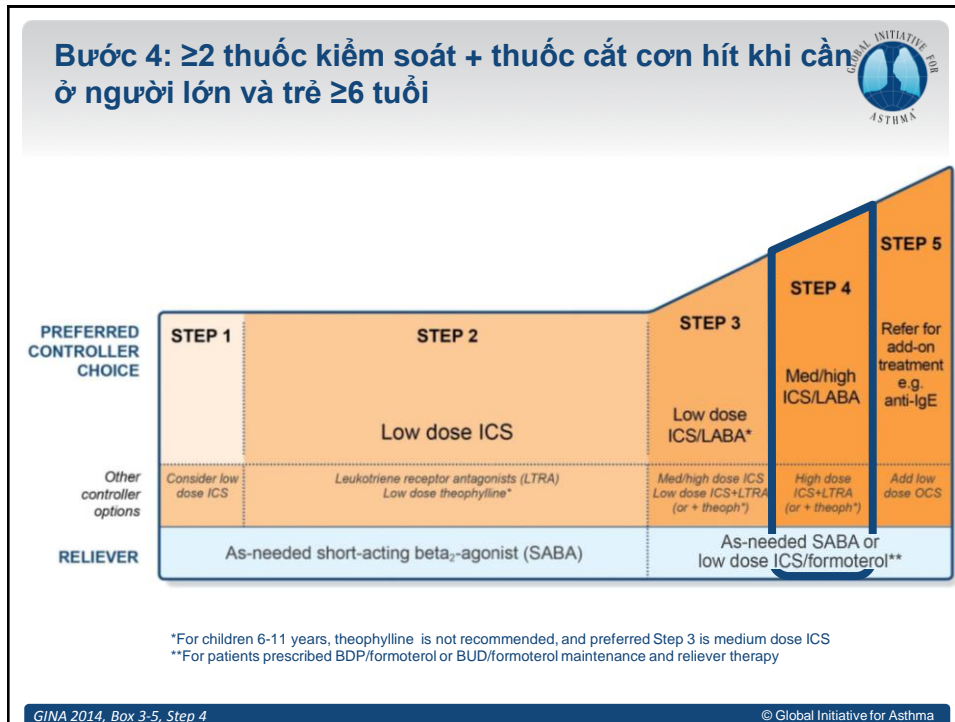 Bước 4: ≥2 thuốc kiểm soát + thuốc cắt cơn hít khi cần
ở người lớn và trẻ ≥6 tuổi
GLOBAL INITIATIVE FOR
ASTHMA
PREFERRED
CONTROLLER
CHOICE
STEP 1
STEP 2
Low dose ICS
STEP 3
Low dose
ICS/LABA*
STEP 4
Med/high
ICS/LABA
STEP 5
Refer for
add-on
treatment
e.g.
anti-IgE
Other
controller
options
Consider low
dose ICS
Leukotriene receptor antagonists (LTRA)
Low dose theophylline*
Med/high dose ICS
Low dose ICS+LTRA
(or + theoph*)
High dose
ICS+LTRA
(or + theoph*)
Add low
dose OCS
RELIEVER
As-needed short-acting beta₂-agonist (SABA)
As-needed SABA or
low dose ICS/formoterol**
*For children 6-11 years, theophylline is not recommended, and preferred Step 3 is medium dose ICS
**For patients prescribed BDP/formoterol or BUD/formoterol maintenance and reliever therapy
GINA 2014, Box 3-5, Step 4
© Global Initiative for Asthma